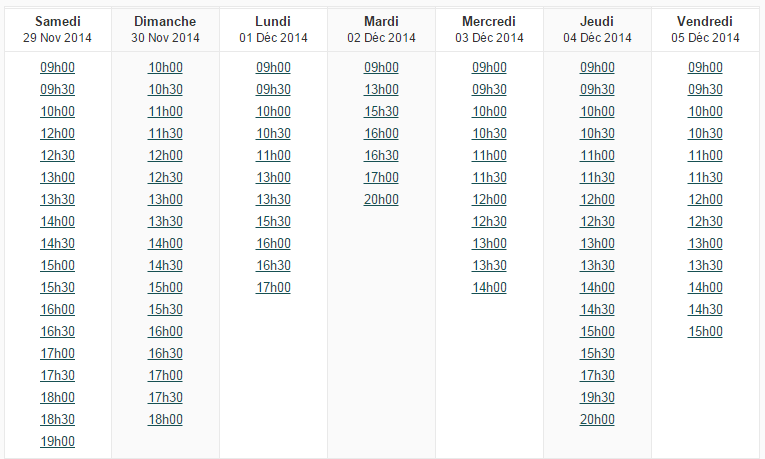 Samedi Dimanche Lundi Mardi Mercredi Jeudi Vendredi
29 Nov 2014 30 Nov 2014 01 Déc 2014 02 Déc 2014 03 Déc 2014 04 Déc 2014 05 Déc 2014
09h00 10h00 09h00 09h00 09h00 09h00 09h00
09h30 10h30 09h30 13h00 09h30 09h30 09h30
10h00 11h00 10h00 15h30 10h00 10h00 10h00
12h00 11h30 10h30 16h00 10h30 10h30 10h30
12h30 12h00 11h00 16h30 11h00 11h00 11h00
13h00 12h30 13h00 17h00 11h30 11h30 11h30
13h30 13h00 13h30 20h00 12h00 12h00 12h00
14h00 13h30 15h30 12h30 12h30 12h30
14h30 14h00 16h00 13h00 13h00 13h00
15h00 14h30 16h30 13h30 13h30 13h30
15h30 15h00 17h00 14h00 14h00 14h00
16h00 15h30 14h30 14h30
16h30 16h00 15h00 15h00
17h00 16h30 15h30
17h30 17h00 17h30
18h00 17h30 19h30
18h30 18h00 20h00
19h00